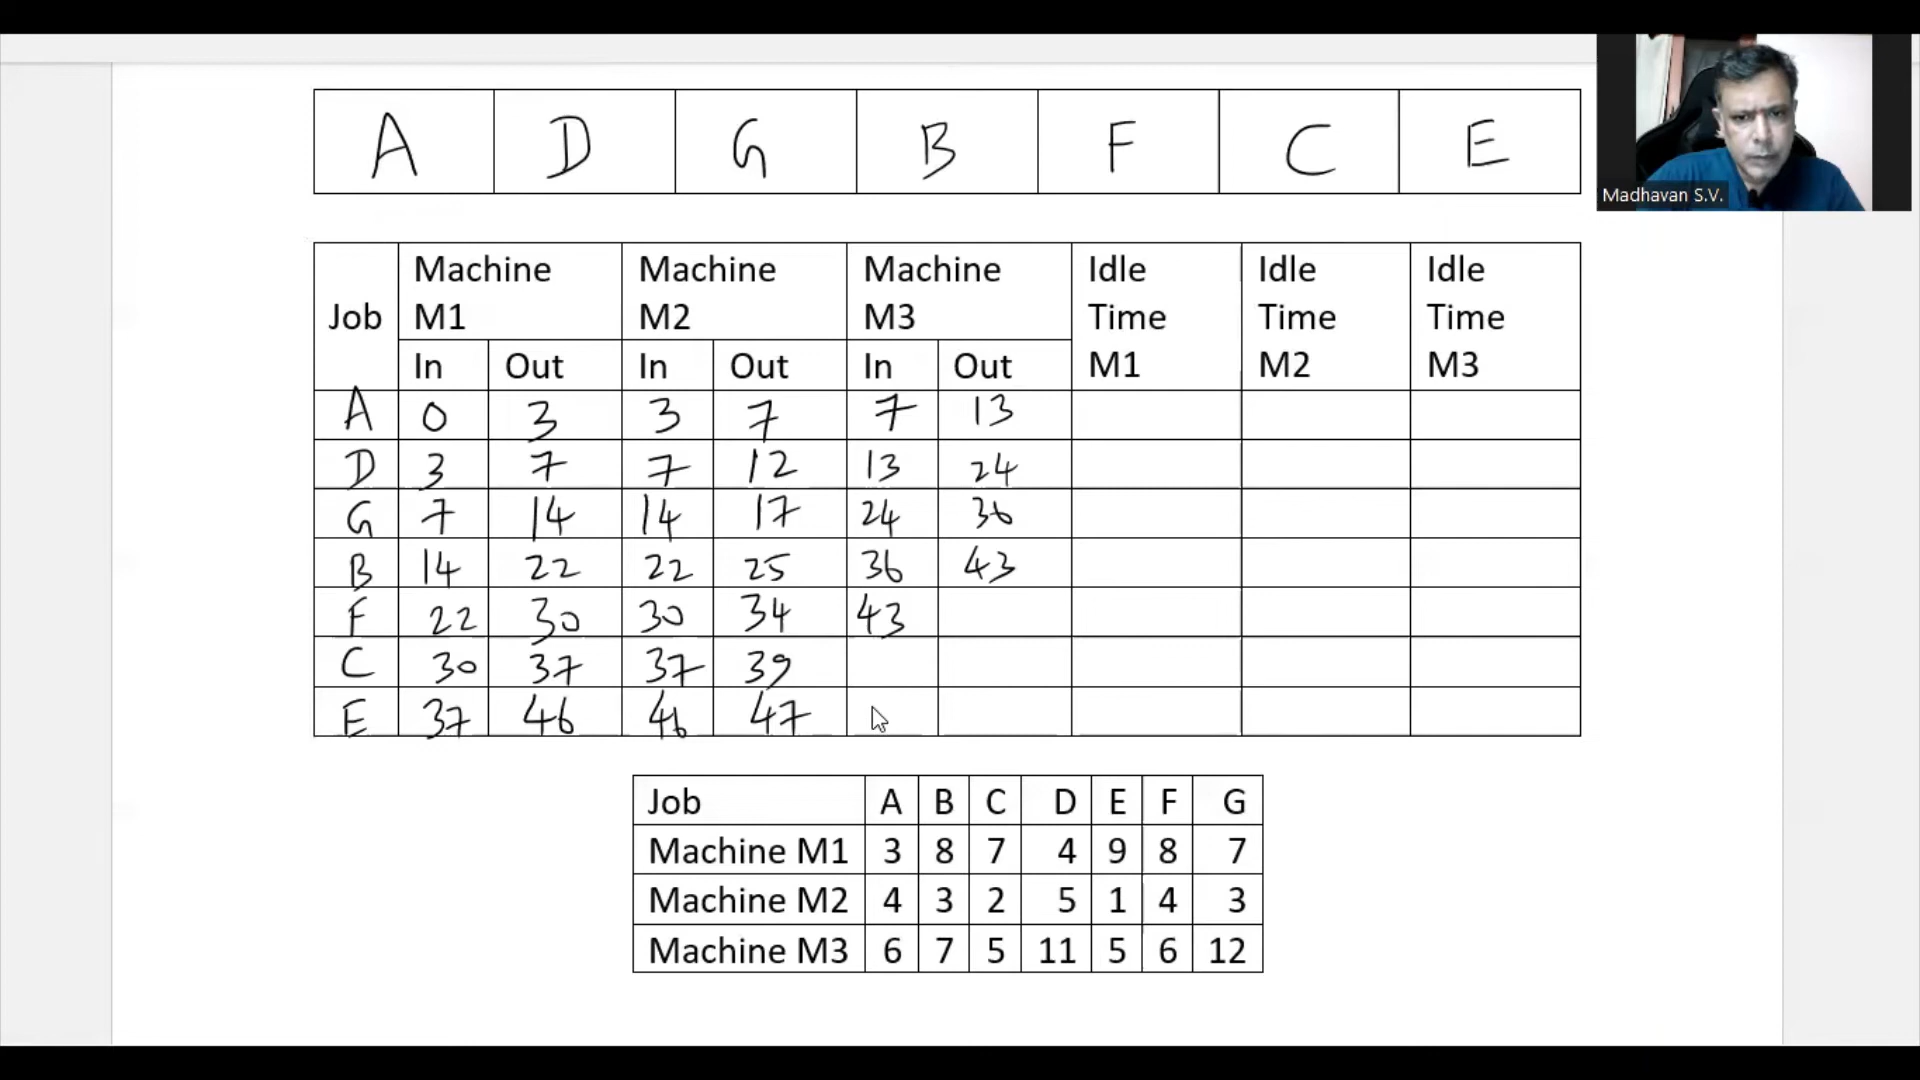 A D G B F C E
Madhavan S.V.
Job Machine M1 Machine M2 Machine M3 Idle Time M1 Idle Time M2 Idle Time M3
In Out In Out In Out
A 0 3 3 7 7 13
D 3 7 7 12 13 24
G 7 14 14 17 24 36
B 14 22 22 25 36 43
F 22 30 30 34 43
C 30 37 37 39
E 37 46 46 47
Job A B C D E F G
Machine M1 3 8 7 4 9 8 7
Machine M2 4 3 2 5 1 4 3
Machine M3 6 7 5 11 5 6 12